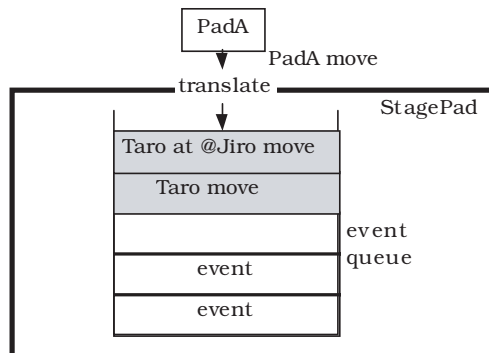 PadA
PadA move
translate
StagePad
Taro at @Jiro move
Taro move
event
queue
event
event